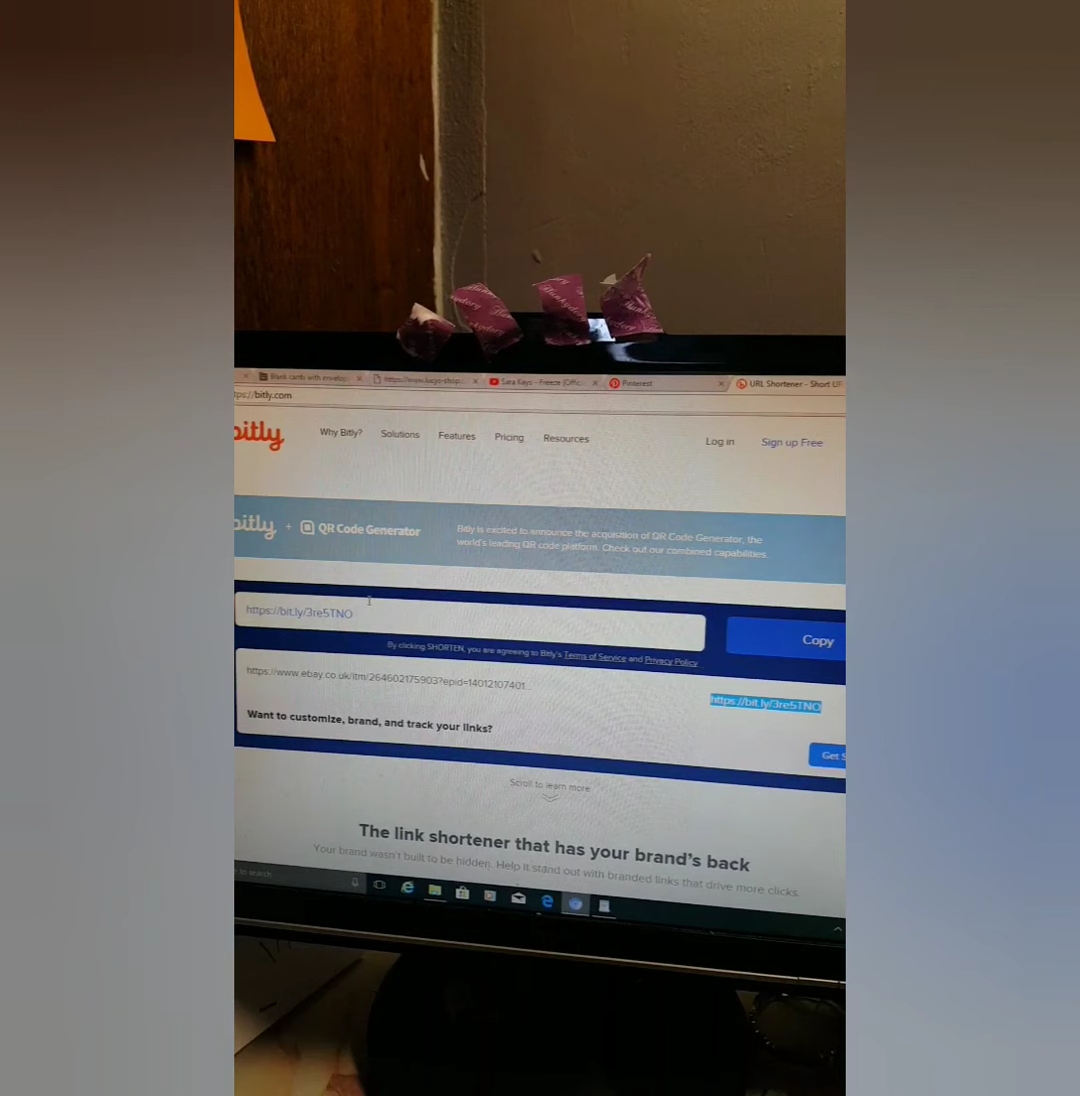 Hunkydory
Blank cards with envelop
https://www.lucys-shop.
Sara Kays - Freeze (Offic
Pinterest
URL Shortener - Short UR
tps://bitly.com
bitly
Why Bitly?
Solutions
Features
Pricing
Resources
Log in
Sign up Free
bitly + QR Code Generator
Bitly is excited to announce the acquisition of QR Code Generator, the
world's leading QR code platform. Check out our combined capabilities.
https://bit.ly/3re5TNO
Copy
By clicking SHORTEN, you are agreeing to Bitly's Terms of Service and Privacy Policy
https://www.ebay.co.uk/itm/264602175903?epid=14012107401...
https://bit.ly/3re5TNO
Want to customize, brand, and track your links?
Get S
Scroll to learn more
The link shortener that has your brand's back
Your brand wasn't built to be hidden. Help it stand out with branded links that drive more clicks.
to search